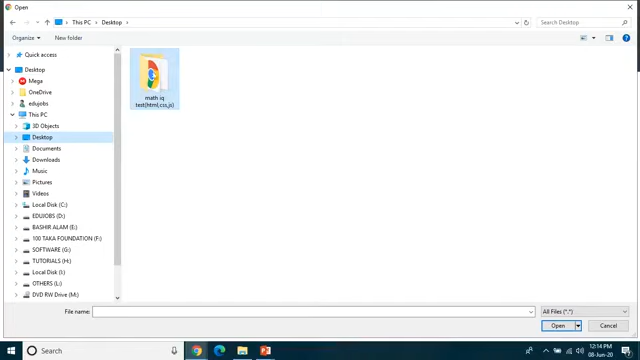 Open
This PC
Desktop
Search Desktop
Organize
New folder
Quick access
Desktop
Mega
OneDrive
edujobs
This PC
3D Objects
Desktop
Documents
Downloads
Music
Pictures
Videos
Local Disk (C:)
EDUJOBS (D:)
BASHIR ALAM (E:)
100 TAKA FOUNDATION (F:)
SOFTWARE (G:)
TUTORIALS (H:)
Local Disk (I:)
OTHERS (L:)
DVD RW Drive (M:)
math iq
test(html,css,js)
File name:
All Files (*.*)
Open
Cancel
Search
12:14 PM
08-Jun-20